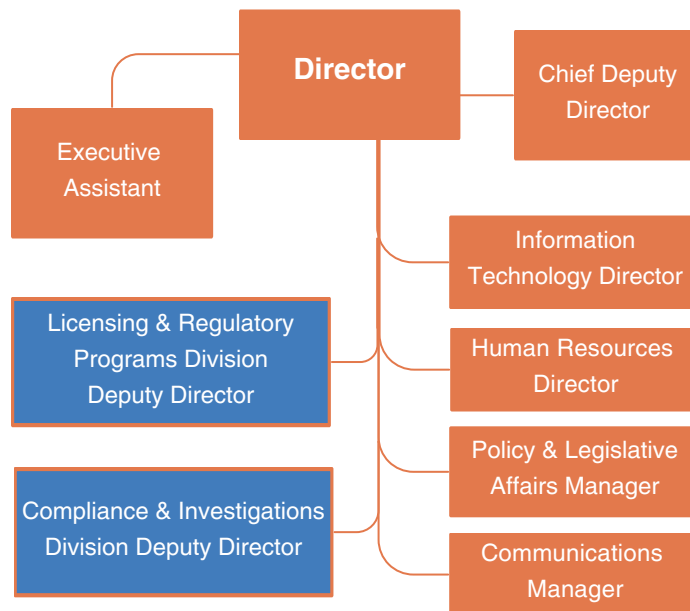 Director
Chief Deputy
Director
Executive
Assistant
Information
Technology Director
Licensing & Regulatory
Programs Division
Deputy Director
Human Resources
Director
Policy & Legislative
Affairs Manager
Compliance & Investigations
Division Deputy Director
Communications
Manager